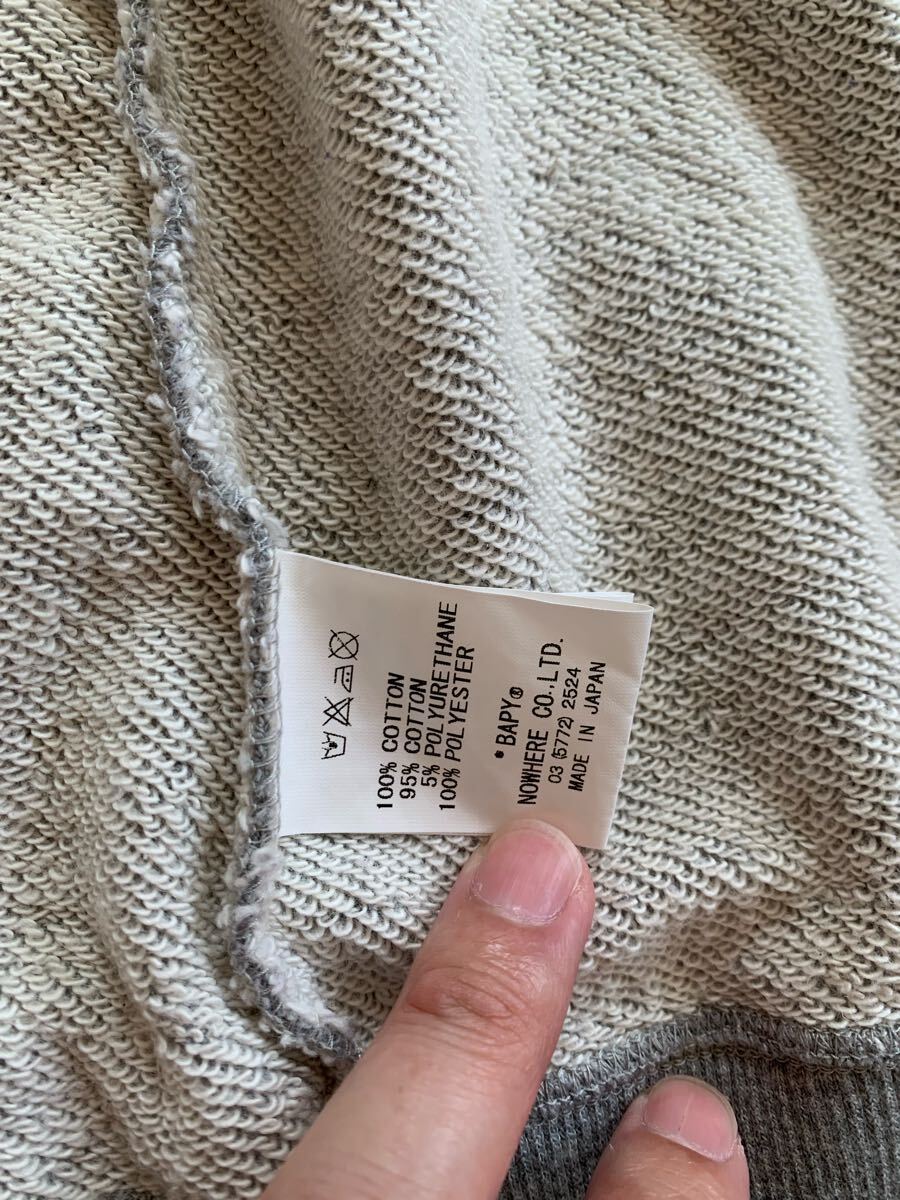 100% COTTON
95% COTTON
5% POLYURETHANE
100% POLYESTER
* BAPY®
NOWHERE CO.,LTD.
03 (5772) 2524
MADE IN JAPAN